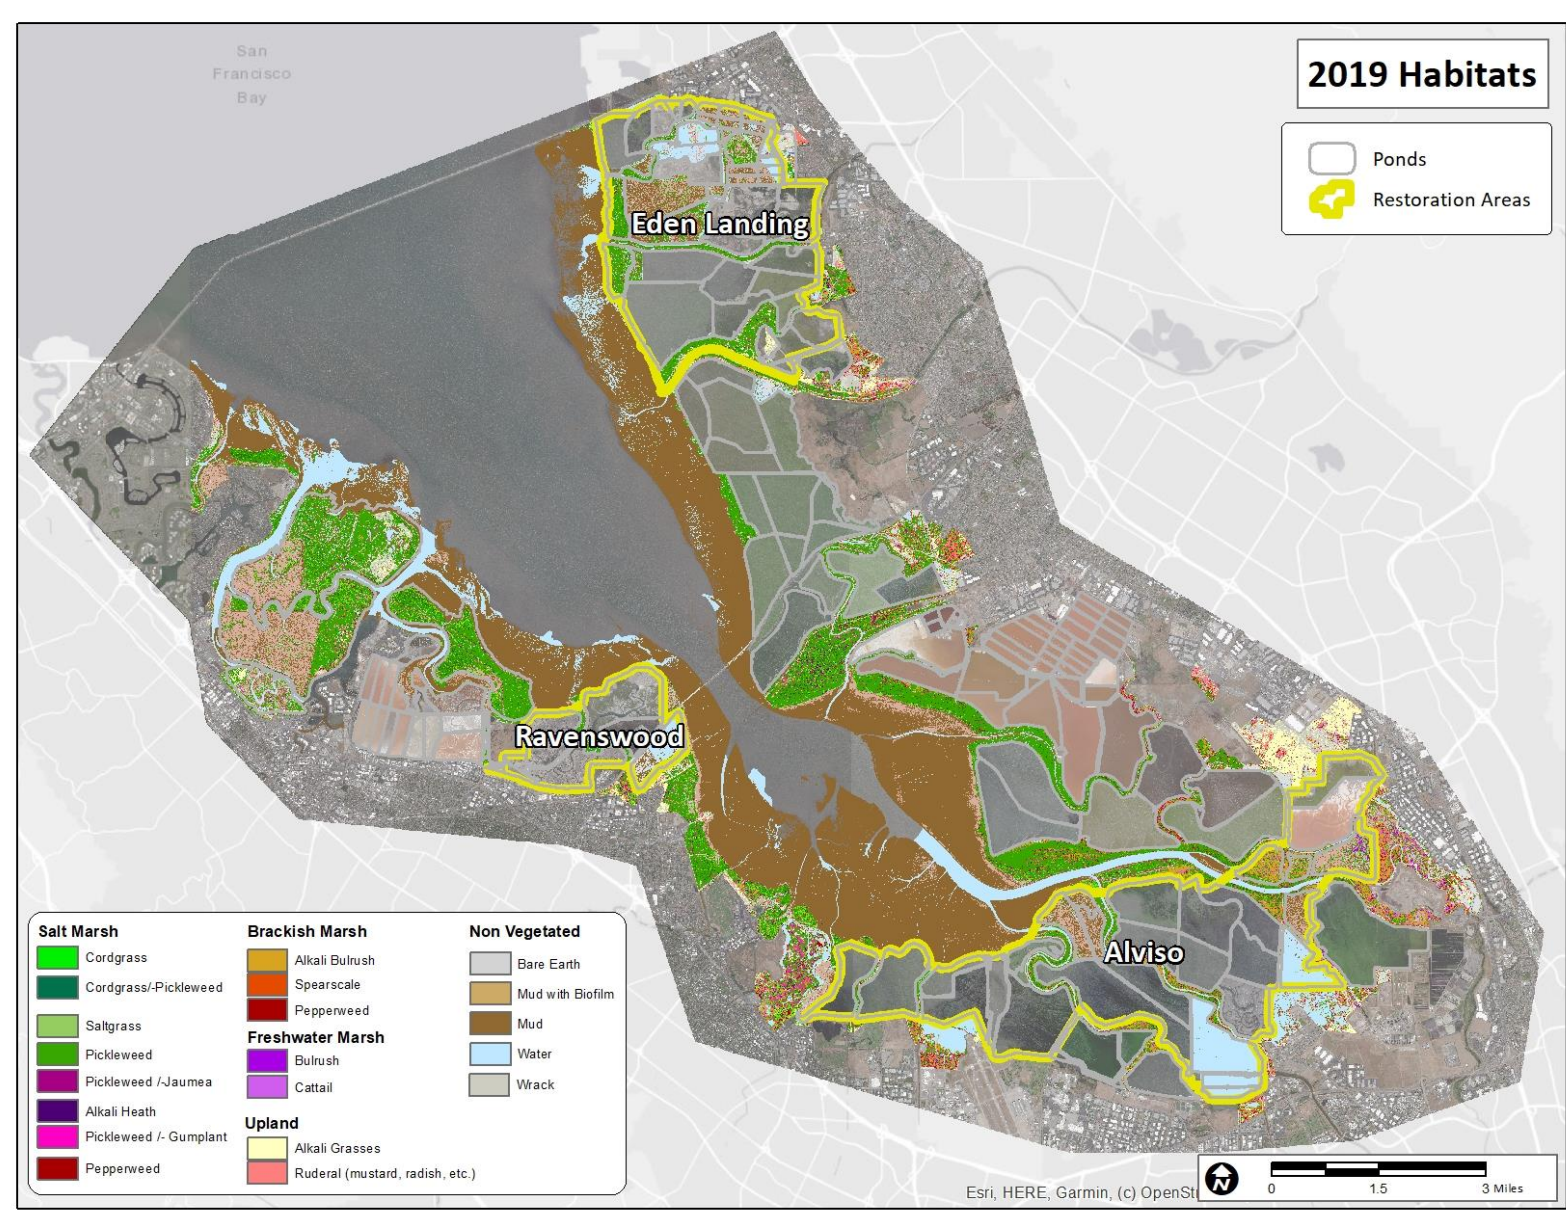 San
Francisco
Bay
2019 Habitats
Ponds
Restoration Areas
Eden Landing
Ravenswood
Alviso
Salt Marsh
Cordgrass
Cordgrass/-Pickleweed
Saltgrass
Pickleweed
Pickleweed /-Jaumea
Alkali Heath
Pickleweed /- Gumplant
Pepperweed
Brackish Marsh
Alkali Bulrush
Spearscale
Pepperweed
Freshwater Marsh
Bulrush
Cattail
Upland
Alkali Grasses
Ruderal (mustard, radish, etc.)
Non Vegetated
Bare Earth
Mud with Biofilm
Mud
Water
Wrack
Esri, HERE, Garmin, (c) OpenSt
N
0 1.5 3 Miles